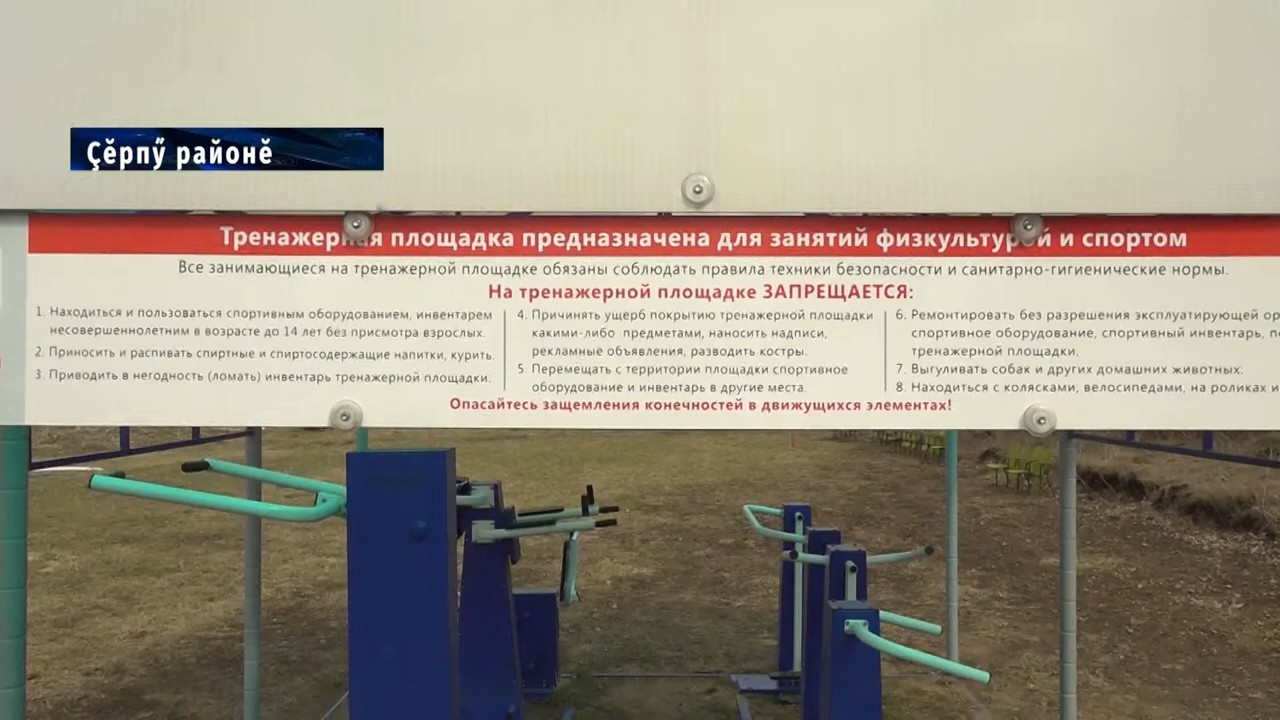 Ҫӗрпӳ районӗ
Тренажерная площадка предназначена для занятий физкультурой и спортом
Все занимающиеся на тренажерной площадке обязаны соблюдать правила техники безопасности и санитарно-гигиенические нормы.
На тренажерной площадке ЗАПРЕЩАЕТСЯ:
1. Находиться и пользоваться спортивным оборудованием, инвентарем
несовершеннолетним в возрасте до 14 лет без присмотра взрослых.
2. Приносить и распивать спиртные и спиртосодержащие напитки, курить.
3. Приводить в негодность (ломать) инвентарь тренажерной площадки.
4. Причинять ущерб покрытию тренажерной площадки
какими-либо предметами, наносить надписи,
рекламные объявления, разводить костры.
5. Перемещать с территории площадки спортивное
оборудование и инвентарь в другие места.
6. Ремонтировать без разрешения эксплуатирующей
спортивное оборудование, спортивный инвентарь,
тренажерной площадки.
7. Выгуливать собак и других домашних животных.
8. Находиться с колясками, велосипедами, на роликах и
Опасайтесь защемления конечностей в движущихся элементах!